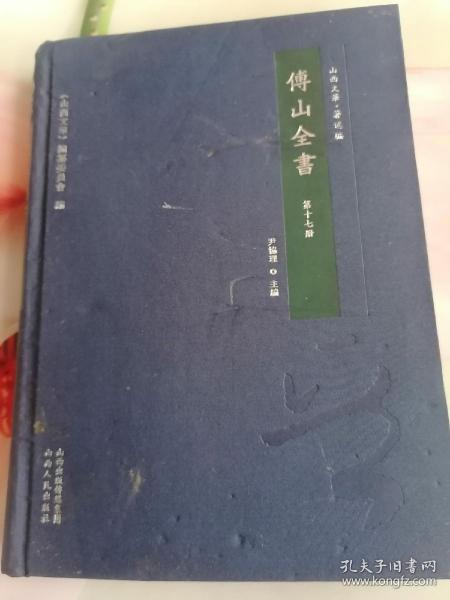 山西文華·著述編
傅山全書
第十七册
尹協理⊙主編
《山西文華》編纂委員會 編
山西出版傳媒集團
山西人民出版社
孔夫子旧书网
www.kongfz.com